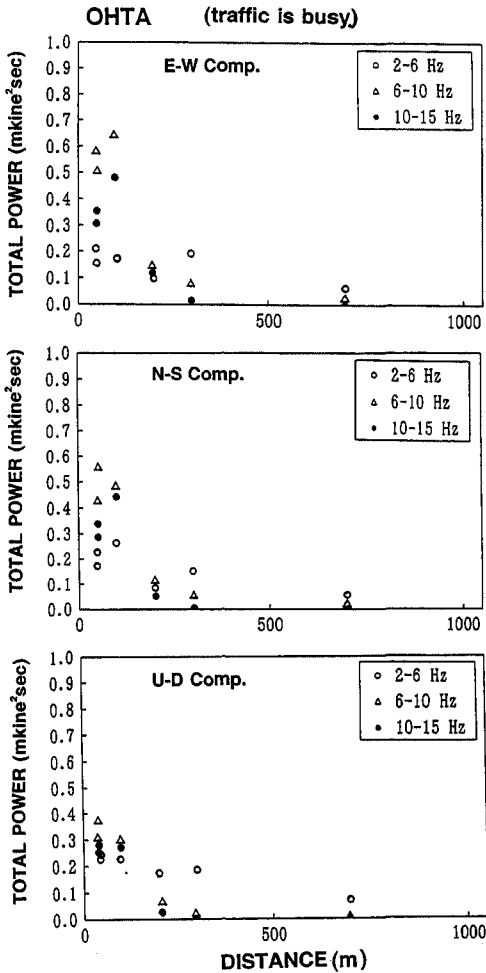 OHTA (traffic is busy,)
E-W Comp.
2-6 Hz
6-10 Hz
10-15 Hz
TOTAL POWER (mkine²sec)
1.0
0.9
0.8
0.7
0.6
0.5
0.4
0.3
0.2
0.1
0.0
0 500 1000
N-S Comp.
2-6 Hz
6-10 Hz
10-15 Hz
TOTAL POWER (mkine²sec)
1.0
0.9
0.8
0.7
0.6
0.5
0.4
0.3
0.2
0.1
0.0
0 500 1000
U-D Comp.
2-6 Hz
6-10 Hz
10-15 Hz
TOTAL POWER (mkine²sec)
1.0
0.9
0.8
0.7
0.6
0.5
0.4
0.3
0.2
0.1
0.0
0 500 1000
DISTANCE (m)